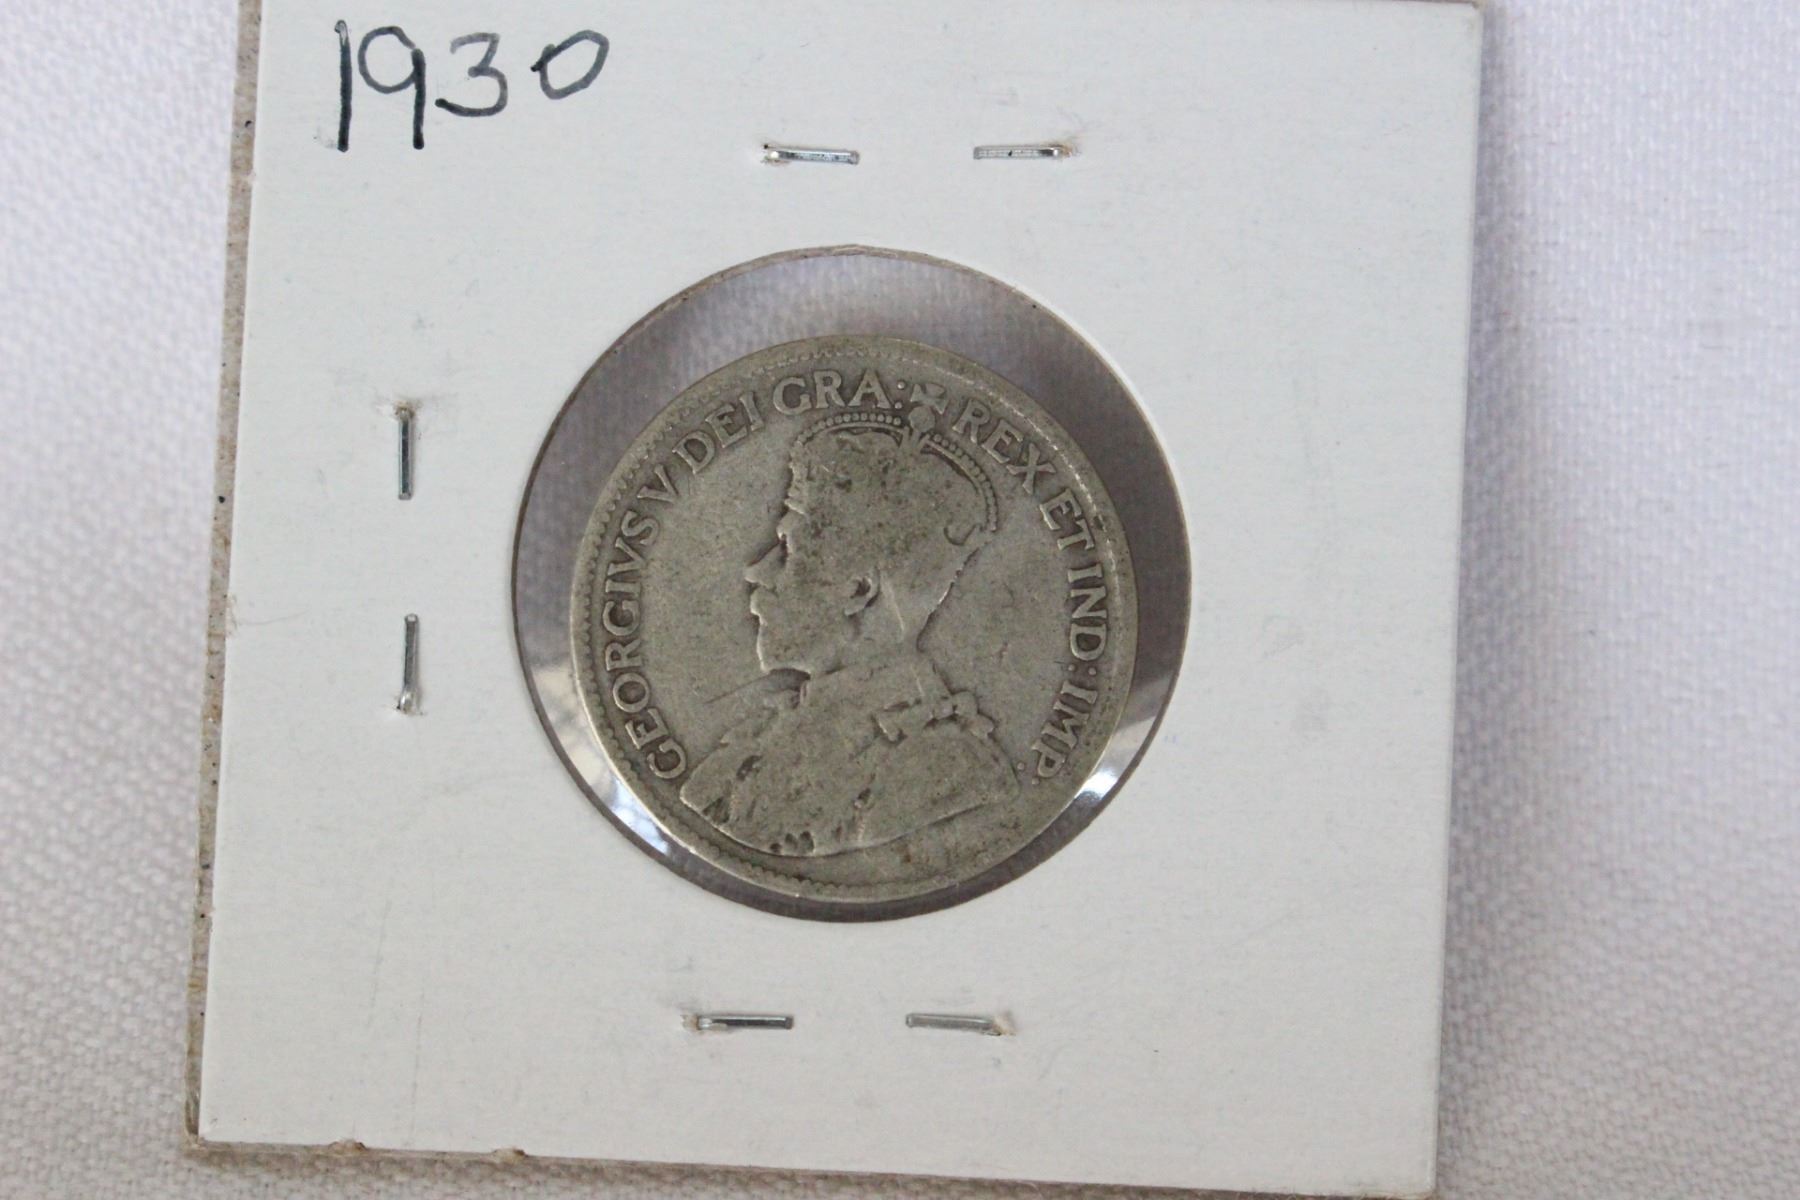 1930
GEORGIVS V DEI GRA: REX ET IND: IMP: